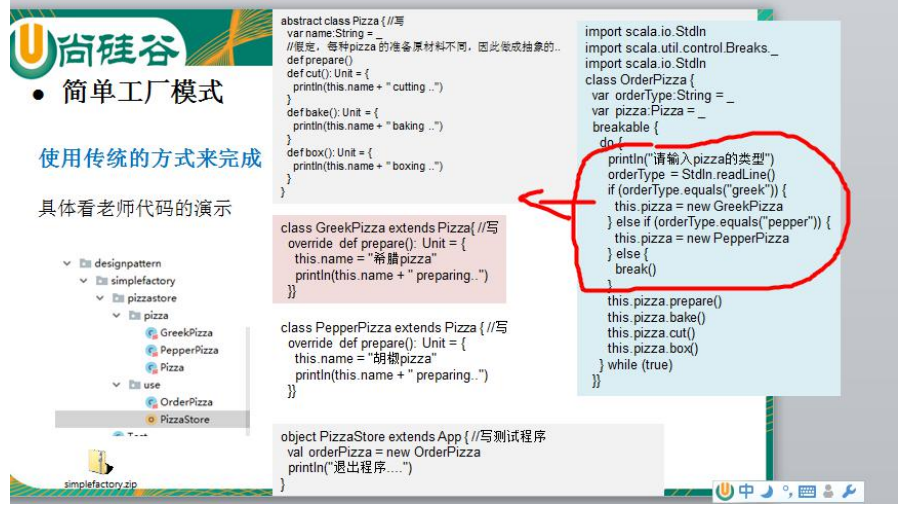 尚硅谷
● 简单工厂模式
使用传统的方式来完成
具体看老师代码的演示
designpattern
simplefactory
pizzastore
pizza
GreekPizza
PepperPizza
Pizza
use
OrderPizza
PizzaStore
simplefactory.zip
abstract class Pizza { //写
var name:String = _
//假定，每种pizza 的准备原材料不同，因此做成抽象的..
def prepare()
def cut(): Unit = {
println(this.name + " cutting ..")
}
def bake(): Unit = {
println(this.name + " baking ..")
}
def box(): Unit = {
println(this.name + " boxing ..")
}
}
class GreekPizza extends Pizza{ //写
override def prepare(): Unit = {
this.name = "希腊pizza"
println(this.name + " preparing..")
}}
class PepperPizza extends Pizza { //写
override def prepare(): Unit = {
this.name = "胡椒pizza"
println(this.name + " preparing..")
}}
object PizzaStore extends App { //写测试程序
val orderPizza = new OrderPizza
println("退出程序....")
}
import scala.io.StdIn
import scala.util.control.Breaks._
import scala.io.StdIn
class OrderPizza {
var orderType:String = _
var pizza:Pizza = _
breakable {
do {
println("请输入pizza的类型")
orderType = StdIn.readLine()
if (orderType.equals("greek")) {
this.pizza = new GreekPizza
} else if (orderType.equals("pepper")) {
this.pizza = new PepperPizza
} else {
break()
}
this.pizza.prepare()
this.pizza.bake()
this.pizza.cut()
this.pizza.box()
} while (true)
}}
中